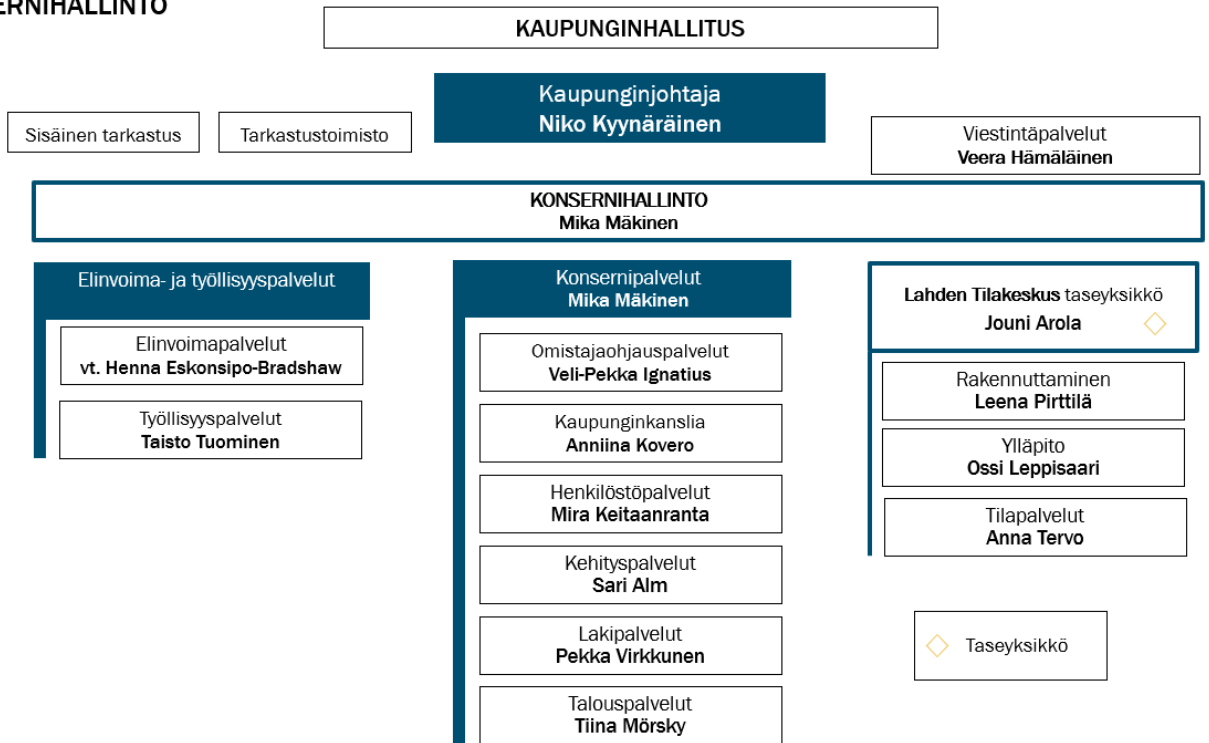 ERNIHALLINTO
KAUPUNGINHALLITUS
Kaupunginjohtaja
Niko Kyynäräinen
Sisäinen tarkastus
Tarkastustoimisto
Viestintäpalvelut
Veera Hämäläinen
KONSERNIHALLINTO
Mika Mäkinen
Elinvoima- ja työllisyyspalvelut
Elinvoimapalvelut
vt. Henna Eskonsipo-Bradshaw
Työllisyyspalvelut
Taisto Tuominen
Konsernipalvelut
Mika Mäkinen
Omistajaohjauspalvelut
Veli-Pekka Ignatius
Kaupunginkanslia
Anniina Kovero
Henkilöstöpalvelut
Mira Keitaanranta
Kehityspalvelut
Sari Alm
Lakipalvelut
Pekka Virkkunen
Talouspalvelut
Tiina Mörsky
Lahden Tilakeskus taseyksikkö
Jouni Arola
Rakennuttaminen
Leena Pirttilä
Ylläpito
Ossi Leppisaari
Tilapalvelut
Anna Tervo
Taseyksikkö